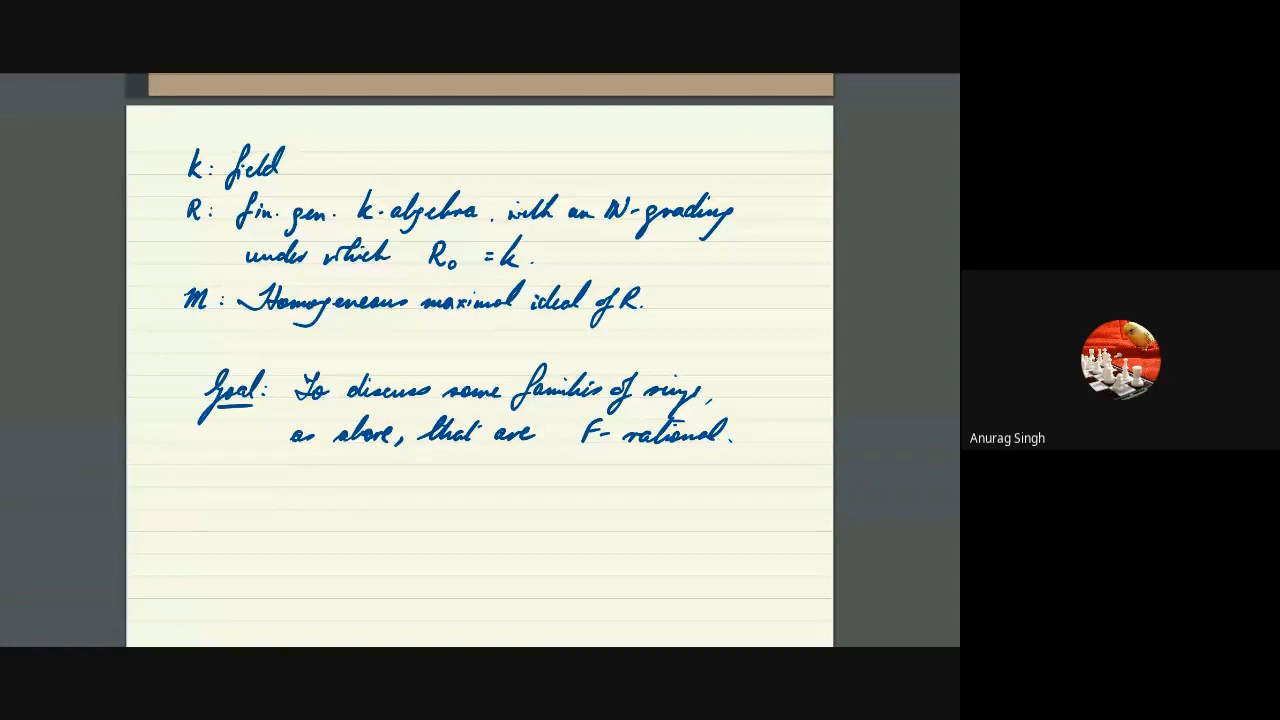 k: field
R: fin. gen. k-algebra, with an ℕ-grading
under which R₀ = k.
m: Homogeneous maximal ideal of R.
Goal: To discuss some families of rings,
as above, that are F-rational.
Anurag Singh